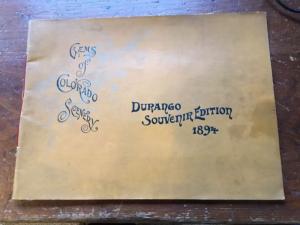 Gems
of
Colorado
Scenery
Durango
Souvenir Edition
1894